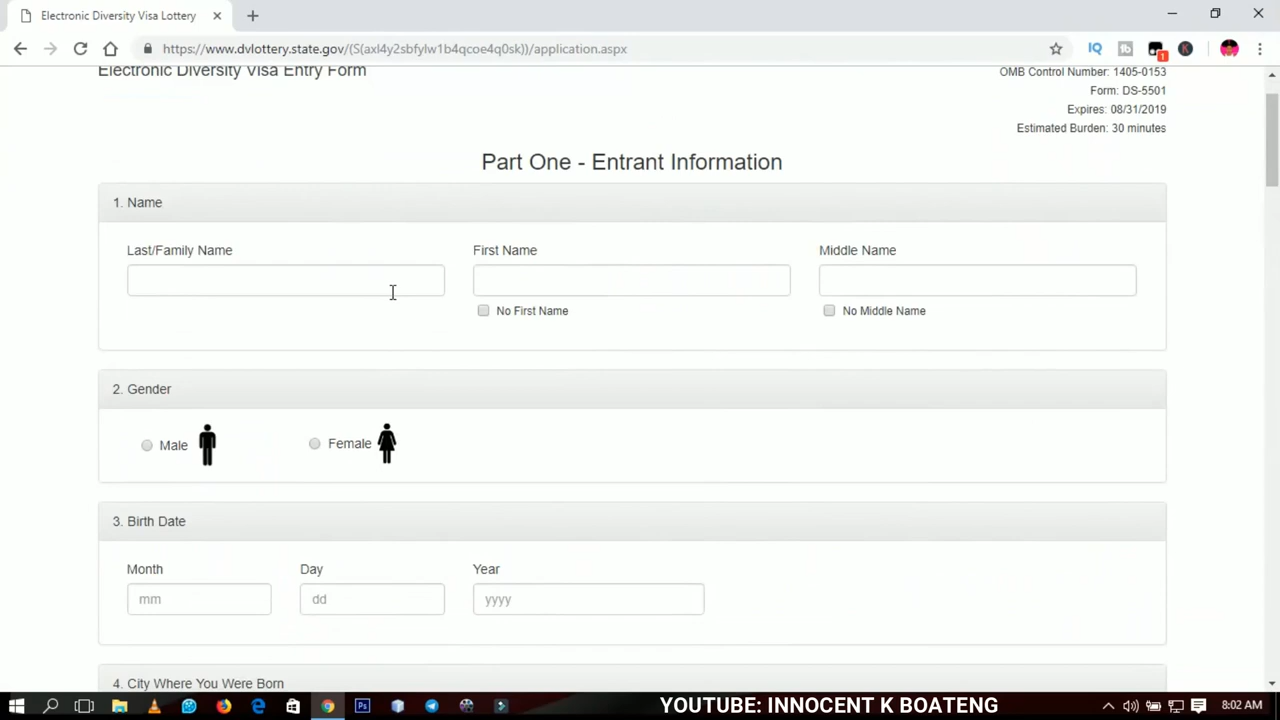 Electronic Diversity Visa Lottery
https://www.dvlottery.state.gov/(S(axl4y2sbfylw1b4qcoe4q0sk))/application.aspx
Electronic Diversity Visa Entry Form
OMB Control Number: 1405-0153
Form: DS-5501
Expires: 08/31/2019
Estimated Burden: 30 minutes
Part One - Entrant Information
1. Name
Last/Family Name First Name Middle Name
No First Name No Middle Name
2. Gender
Male Female
3. Birth Date
Month Day Year
mm dd yyyy
4. City Where You Were Born
YOUTUBE: INNOCENT K BOATENG
8:02 AM